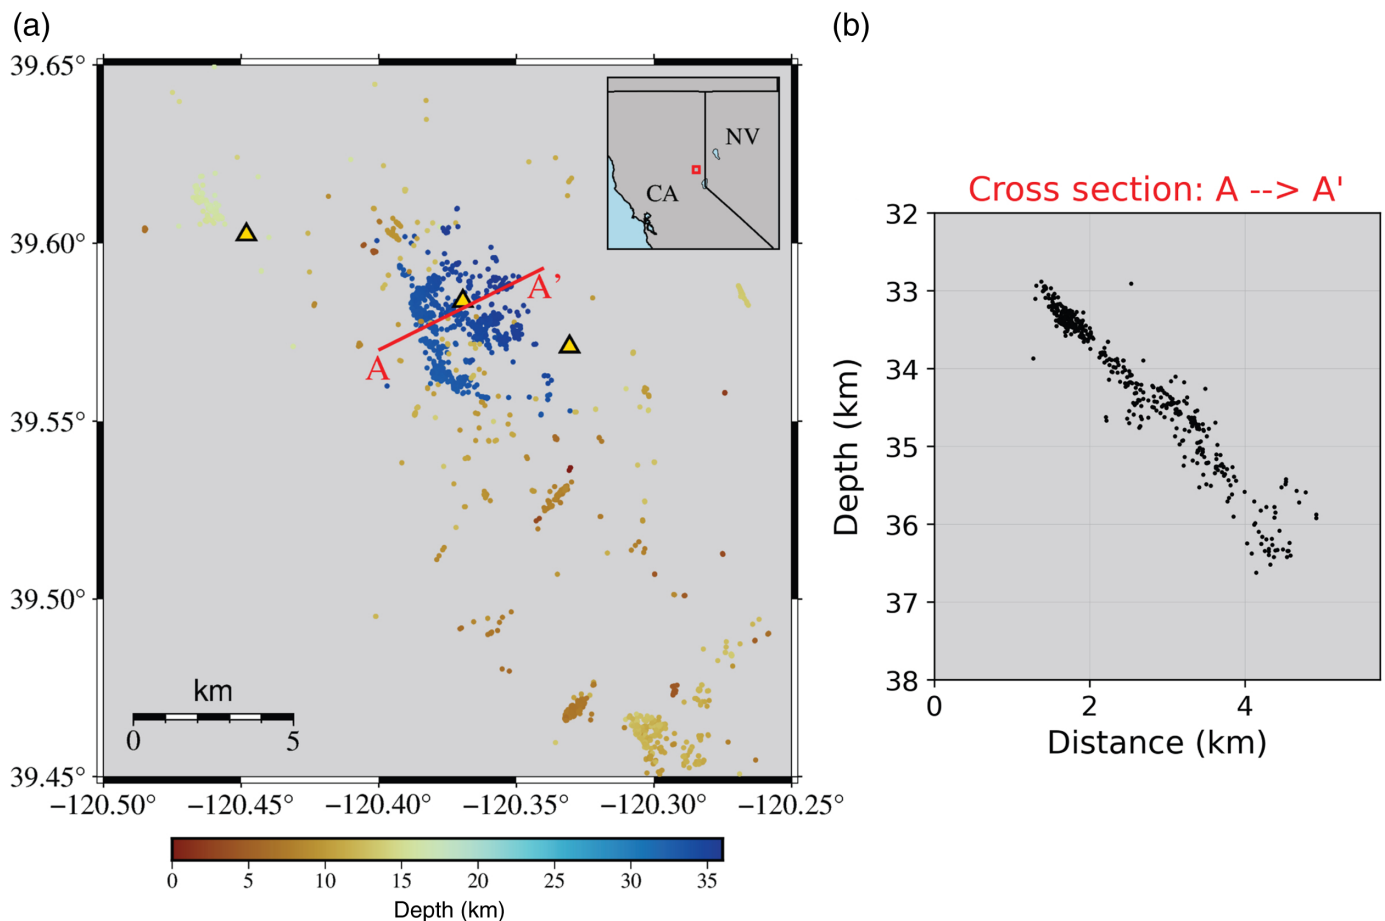 (a)
39.65°
39.60°
39.55°
39.50°
39.45°
−120.50° −120.45° −120.40° −120.35° −120.30° −120.25°
NV
CA
A
A’
km
0 5
0 5 10 15 20 25 30 35
Depth (km)
(b)
Cross section: A --> A'
32
33
34
35
36
37
38
0 2 4
Depth (km)
Distance (km)